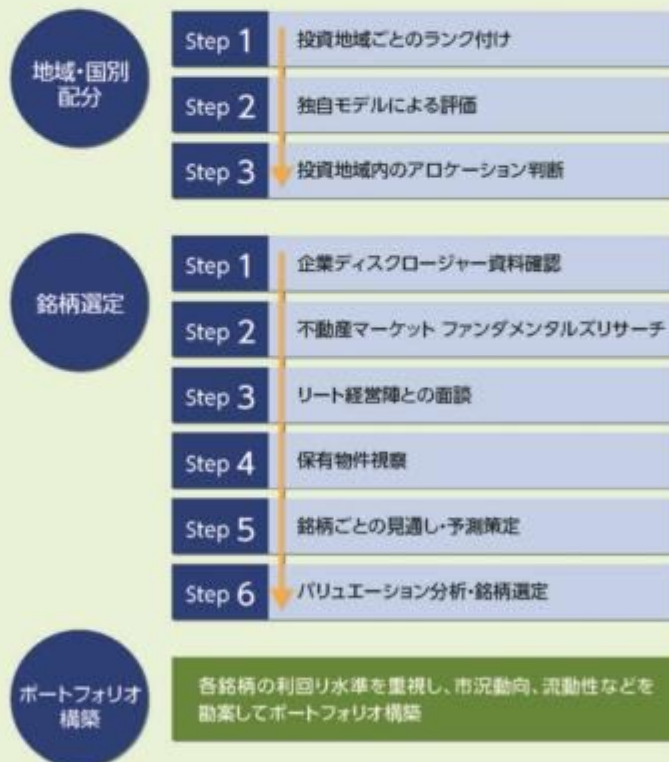 地域・国別
配分
Step 1 投資地域ごとのランク付け
Step 2 独自モデルによる評価
Step 3 投資地域内のアロケーション判断
銘柄選定
Step 1 企業ディスクロージャー資料確認
Step 2 不動産マーケット ファンダメンタルズリサーチ
Step 3 リート経営陣との面談
Step 4 保有物件視察
Step 5 銘柄ごとの見通し・予測策定
Step 6 バリュエーション分析・銘柄選定
ポートフォリオ
構築
各銘柄の利回り水準を重視し、市況動向、流動性などを
勘案してポートフォリオ構築